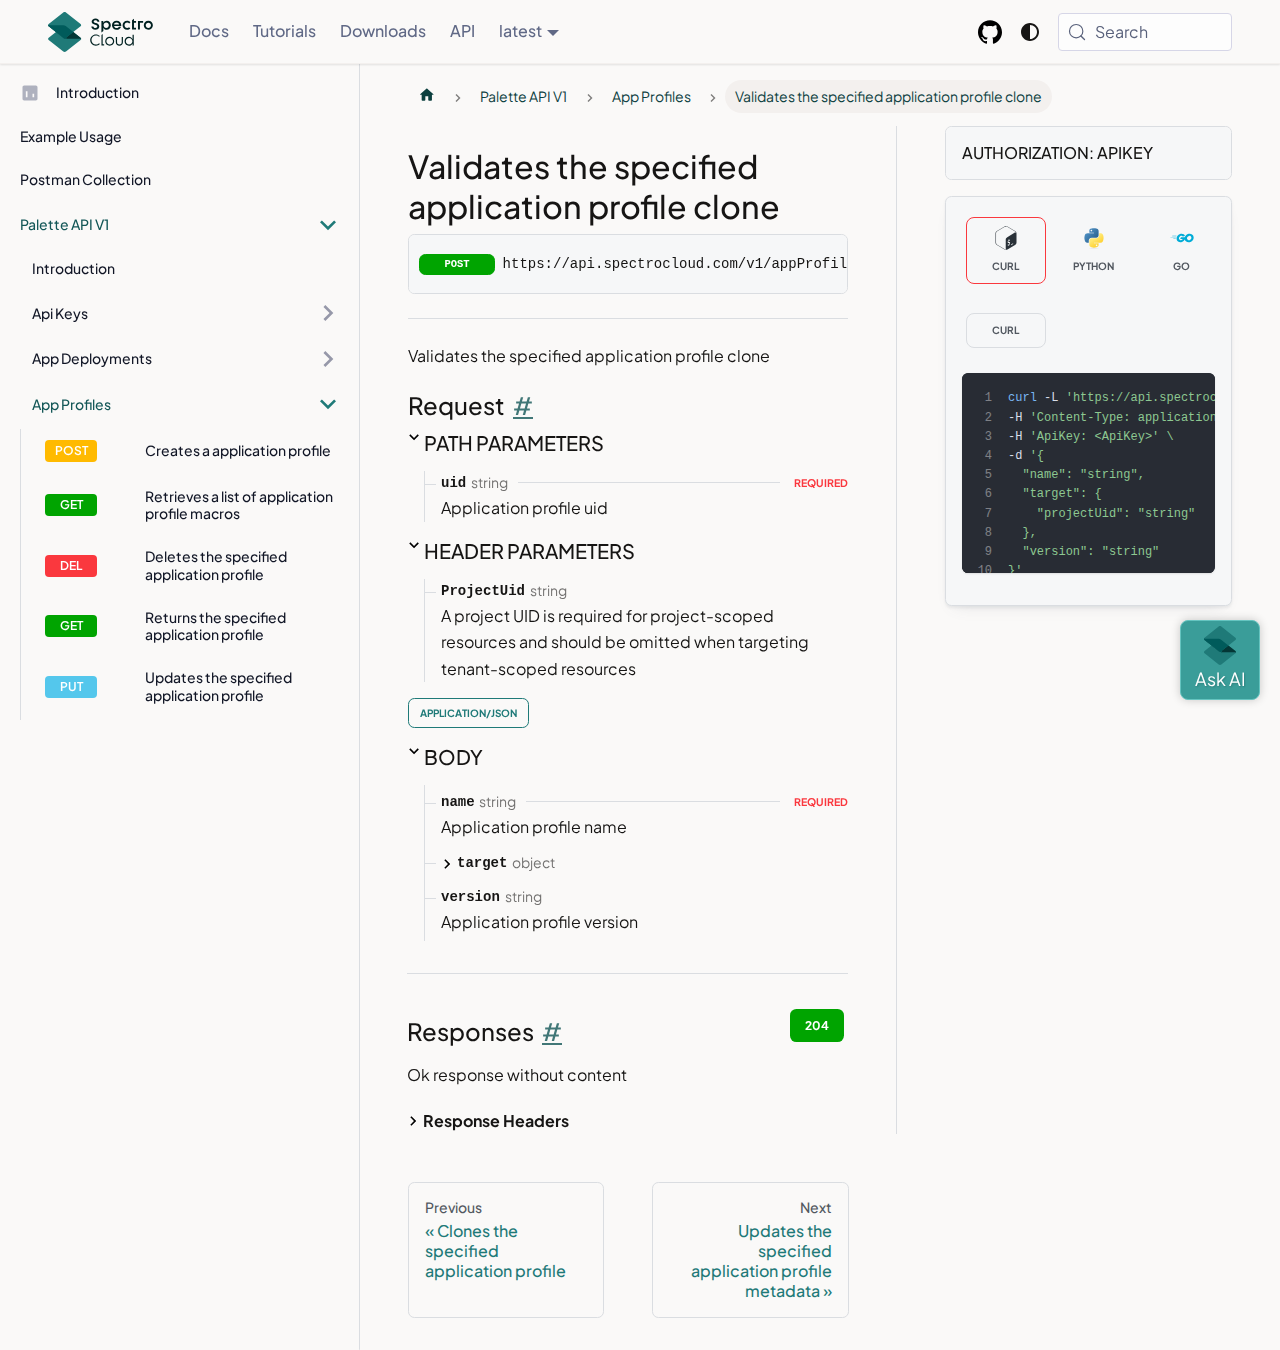 Spectro Cloud
Docs
Tutorials
Downloads
API
latest
Search
Introduction
Example Usage
Postman Collection
Palette API V1
Introduction
Api Keys
App Deployments
App Profiles
POST Creates a application profile
GET Retrieves a list of application
profile macros
DEL Deletes the specified
application profile
GET Returns the specified
application profile
PUT Updates the specified
application profile
Palette API V1 > App Profiles > Validates the specified application profile clone
Validates the specified
application profile clone
POST https://api.spectrocloud.com/v1/appProfil
Validates the specified application profile clone
Request #
PATH PARAMETERS
uid string REQUIRED
Application profile uid
HEADER PARAMETERS
ProjectUid string
A project UID is required for project-scoped
resources and should be omitted when targeting
tenant-scoped resources
APPLICATION/JSON
BODY
name string REQUIRED
Application profile name
target object
version string
Application profile version
Responses #
204
Ok response without content
Response Headers
Previous
« Clones the
specified
application profile
Next
Updates the
specified
application profile
metadata »
AUTHORIZATION: APIKEY
CURL
PYTHON
GO
CURL
1 curl -L 'https://api.spectroc
2 -H 'Content-Type: application
3 -H 'ApiKey: <ApiKey>' \
4 -d '{
5 "name": "string",
6 "target": {
7 "projectUid": "string"
8 },
9 "version": "string"
10 }'
Ask AI